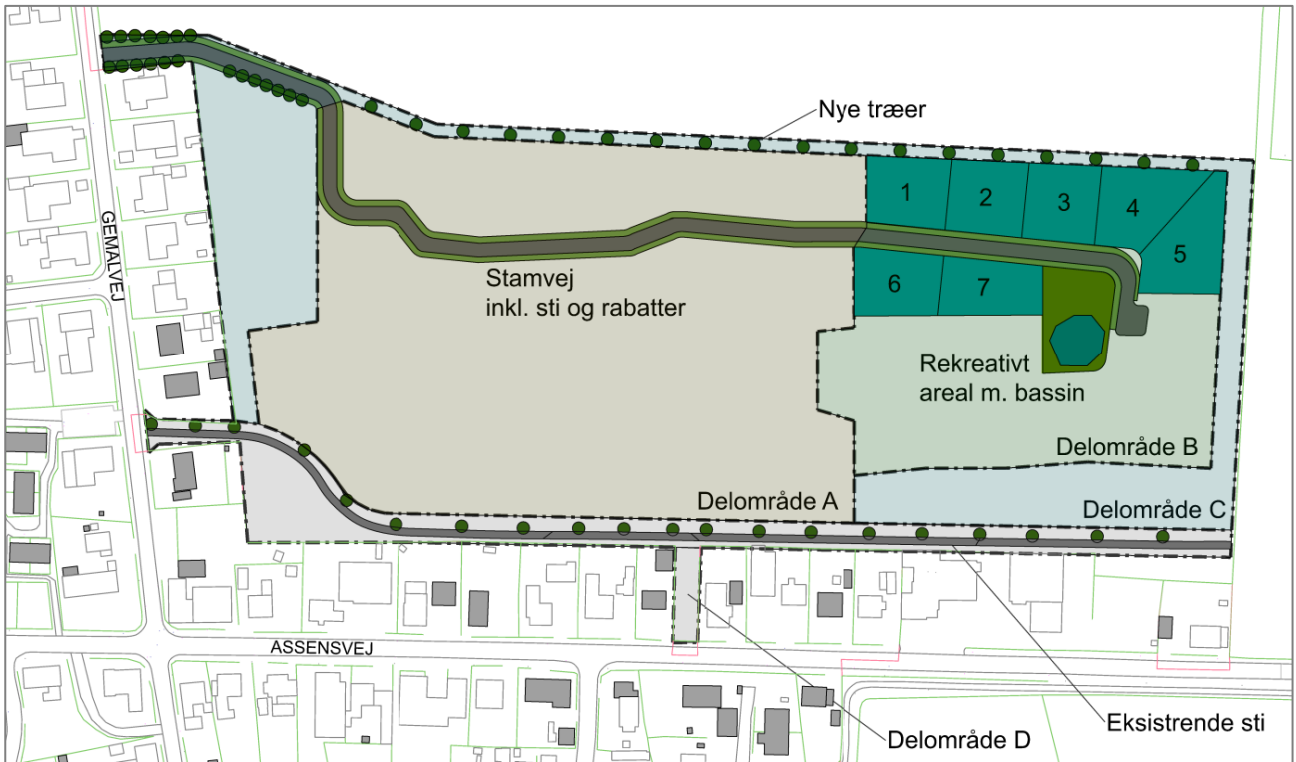 Nye træer
1
2
3
4
5
6
7
GEMALVEJ
Stamvej
inkl. sti og rabatter
Rekreativt
areal m. bassin
Delområde B
Delområde A
Delområde C
ASSENSVEJ
Eksistrende sti
Delområde D